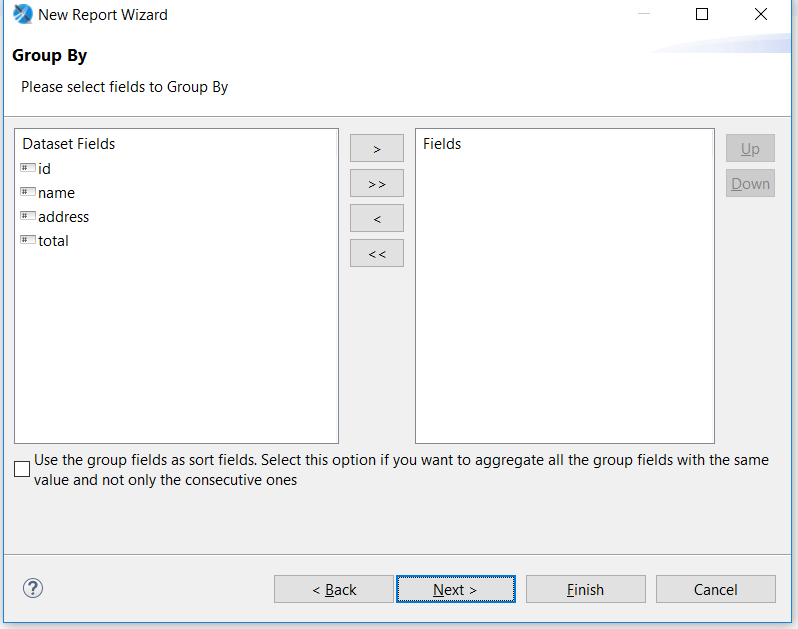 New Report Wizard
Group By
Please select fields to Group By
Dataset Fields
id
name
address
total
>
>>
<
<<
Fields
Up
Down
Use the group fields as sort fields. Select this option if you want to aggregate all the group fields with the same
value and not only the consecutive ones
?
< Back
Next >
Finish
Cancel